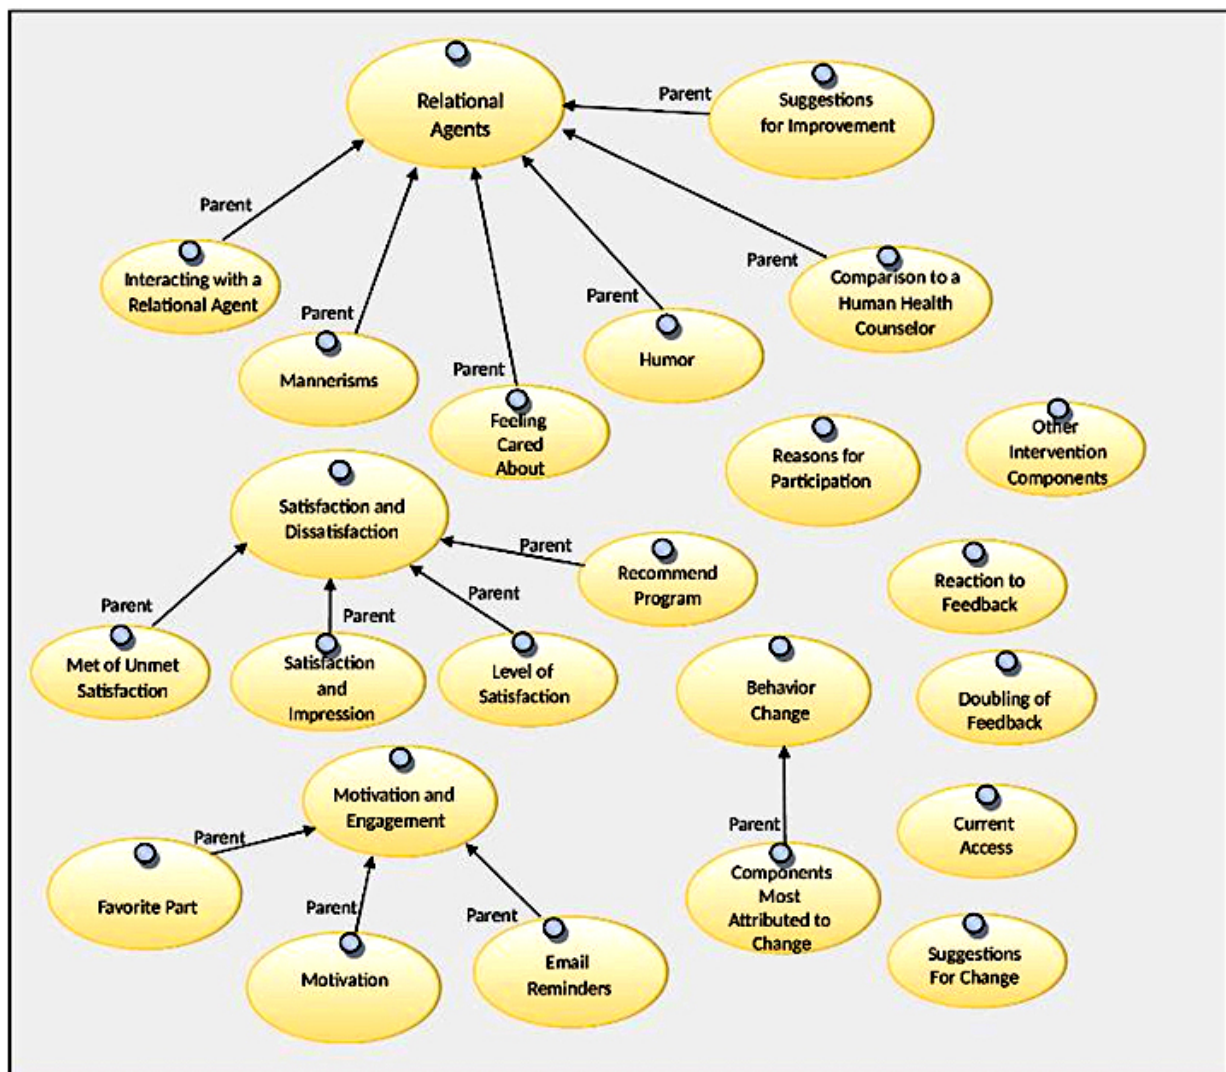 Relational
Agents
Parent
Suggestions
for Improvement
Parent
Interacting with a
Relational Agent
Parent
Mannerisms
Parent
Feeling
Cared
About
Parent
Humor
Parent
Comparison to a
Human Health
Counselor
Reasons for
Participation
Other
Intervention
Components
Satisfaction and
Dissatisfaction
Parent
Recommend
Program
Parent
Met of Unmet
Satisfaction
Parent
Satisfaction
and
Impression
Parent
Level of
Satisfaction
Reaction to
Feedback
Behavior
Change
Doubling of
Feedback
Motivation and
Engagement
Parent
Favorite Part
Parent
Motivation
Parent
Email
Reminders
Parent
Components
Most
Attributed to
Change
Current
Access
Suggestions
For Change